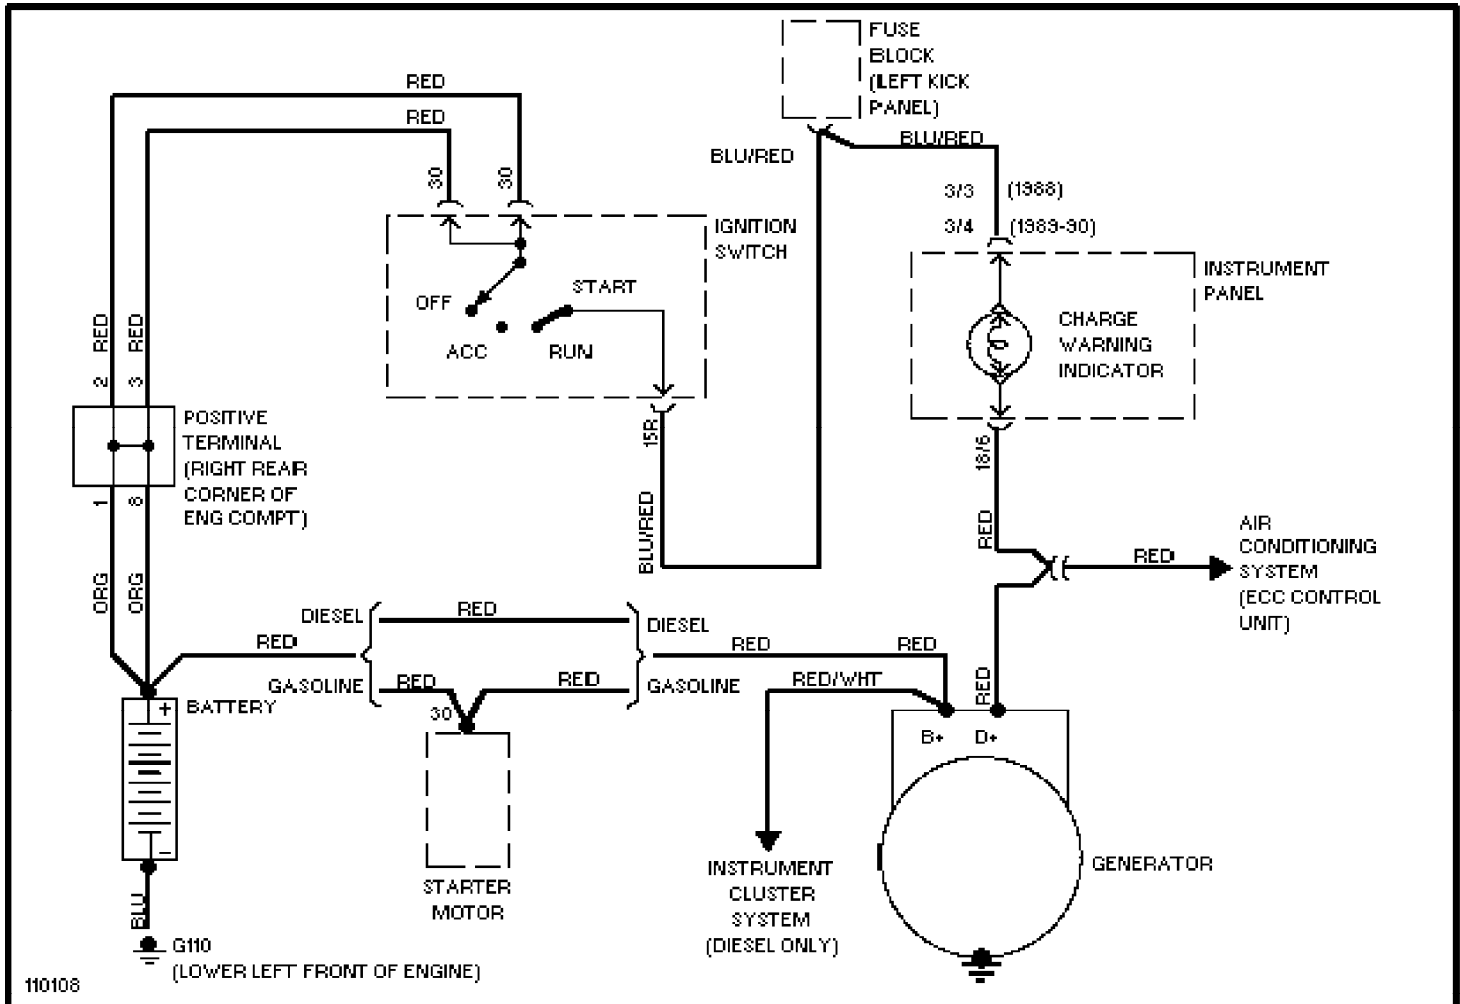 FUSE
BLOCK
(LEFT KICK
PANEL)
RED
RED
BLU/RED
BLU/RED
30
30
3/3 (1988)
3/4 (1989-90)
IGNITION
SWITCH
INSTRUMENT
PANEL
OFF
START
ACC
RUN
CHARGE
WARNING
INDICATOR
RED
RED
2
3
POSITIVE
TERMINAL
(RIGHT REAR
CORNER OF
ENG COMPT)
1
8
15R
18/6
BLU/RED
RED
AIR
CONDITIONING
SYSTEM
(ECC CONTROL
UNIT)
RED
ORG
ORG
DIESEL
RED
DIESEL
RED
RED
RED
GASOLINE
RED
RED
GASOLINE
RED/WHT
RED
30
BATTERY
+
-
B+
D+
STARTER
MOTOR
INSTRUMENT
CLUSTER
SYSTEM
(DIESEL ONLY)
GENERATOR
BLU
G110
(LOWER LEFT FRONT OF ENGINE)
110108